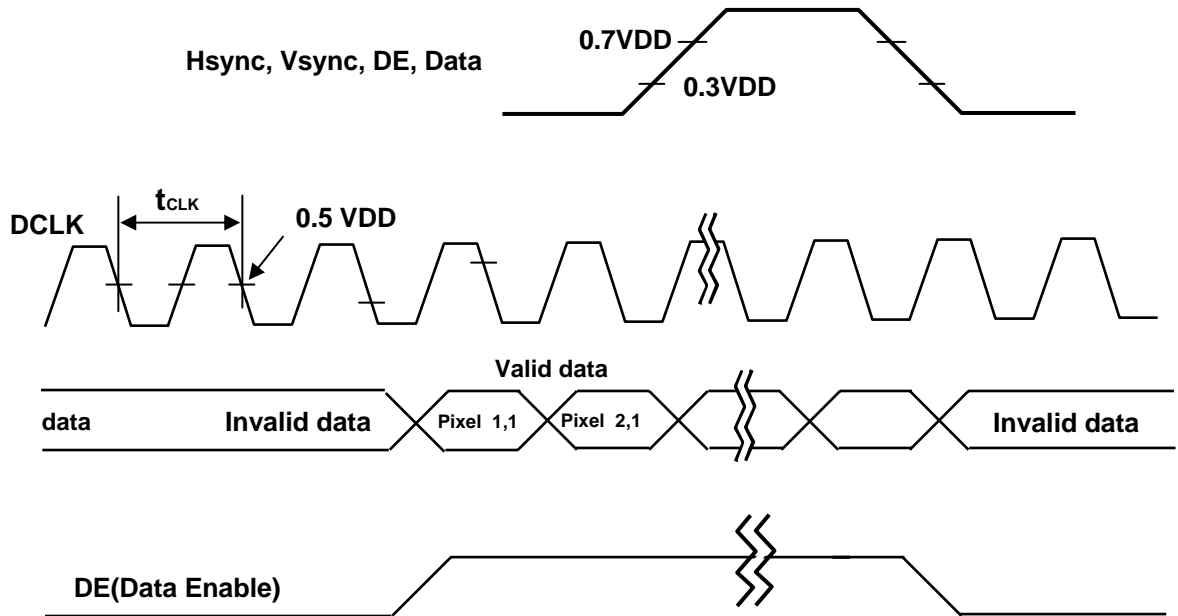 0.7VDD
Hsync, Vsync, DE, Data
0.3VDD
tCLK
0.5 VDD
DCLK
Valid data
data
Invalid data
Pixel 1,1
Pixel 2,1
Invalid data
DE(Data Enable)